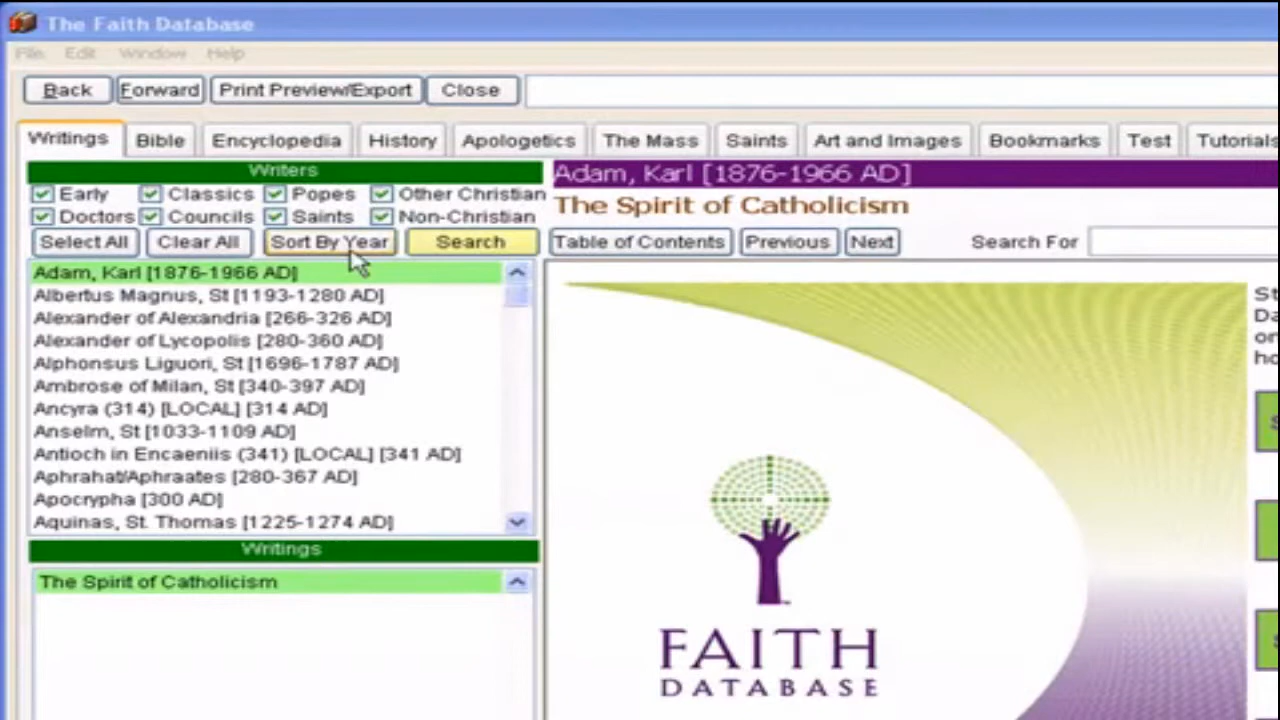 The Faith Database
File Edit Window Help
Back Forward Print Preview/Export Close
Writings Bible Encyclopedia History Apologetics The Mass Saints Art and Images Bookmarks Test Tutorials
Writers
Early Classics Popes Other Christian
Doctors Councils Saints Non-Christian
Select All Clear All Sort By Year Search
Adam, Karl [1876-1966 AD]
Albertus Magnus, St [1193-1280 AD]
Alexander of Alexandria [266-326 AD]
Alexander of Lycopolis [280-360 AD]
Alphonsus Liguori, St [1696-1787 AD]
Ambrose of Milan, St [340-397 AD]
Ancyra (314) [LOCAL] [314 AD]
Anselm, St [1033-1109 AD]
Antioch in Encaeniis (341) [LOCAL] [341 AD]
Aphrahat/Aphraates [280-367 AD]
Apocrypha [300 AD]
Aquinas, St. Thomas [1225-1274 AD]
Writings
The Spirit of Catholicism
Adam, Karl [1876-1966 AD]
The Spirit of Catholicism
Table of Contents Previous Next Search For
FAITH
DATABASE